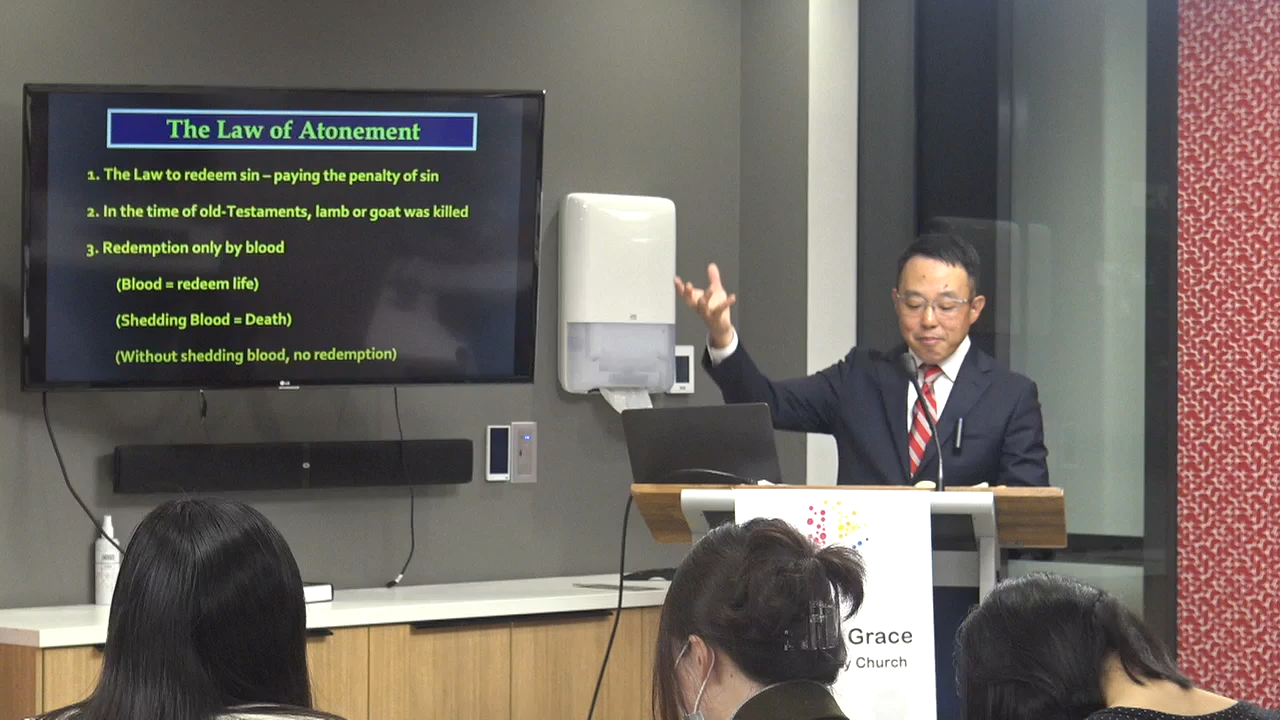 The Law of Atonement
1. The Law to redeem sin – paying the penalty of sin
2. In the time of old-Testaments, lamb or goat was killed
3. Redemption only by blood
(Blood = redeem life)
(Shedding Blood = Death)
(Without shedding blood, no redemption)
LG
Grace
Church